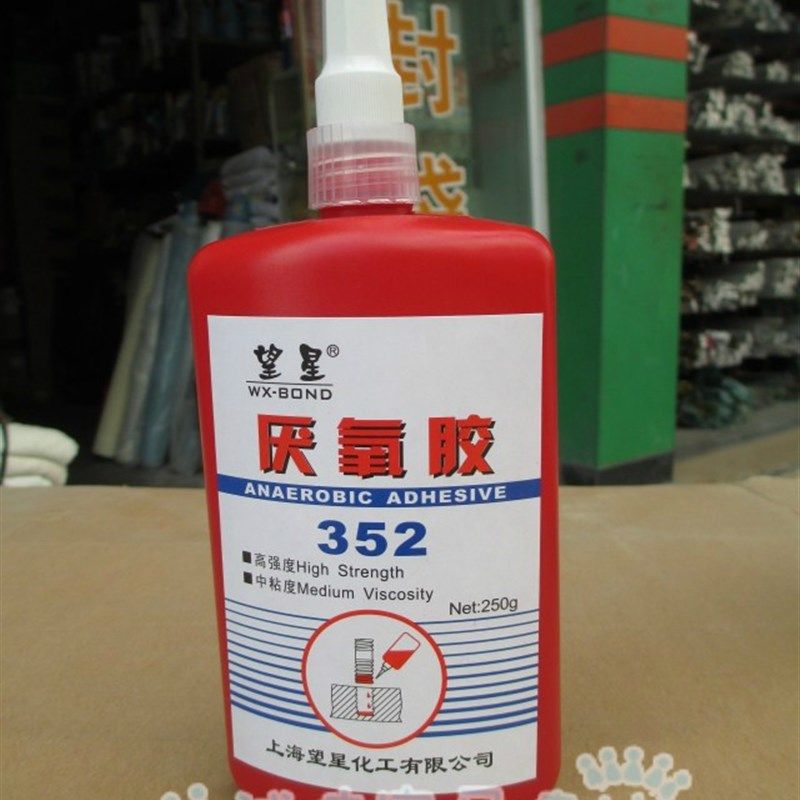 封
袋
望星®
WX-BOND
厌氧胶
ANAEROBIC ADHESIVE
352
■高强度High Strength
■中粘度Medium Viscosity
Net:250g
上海望星化工有限公司